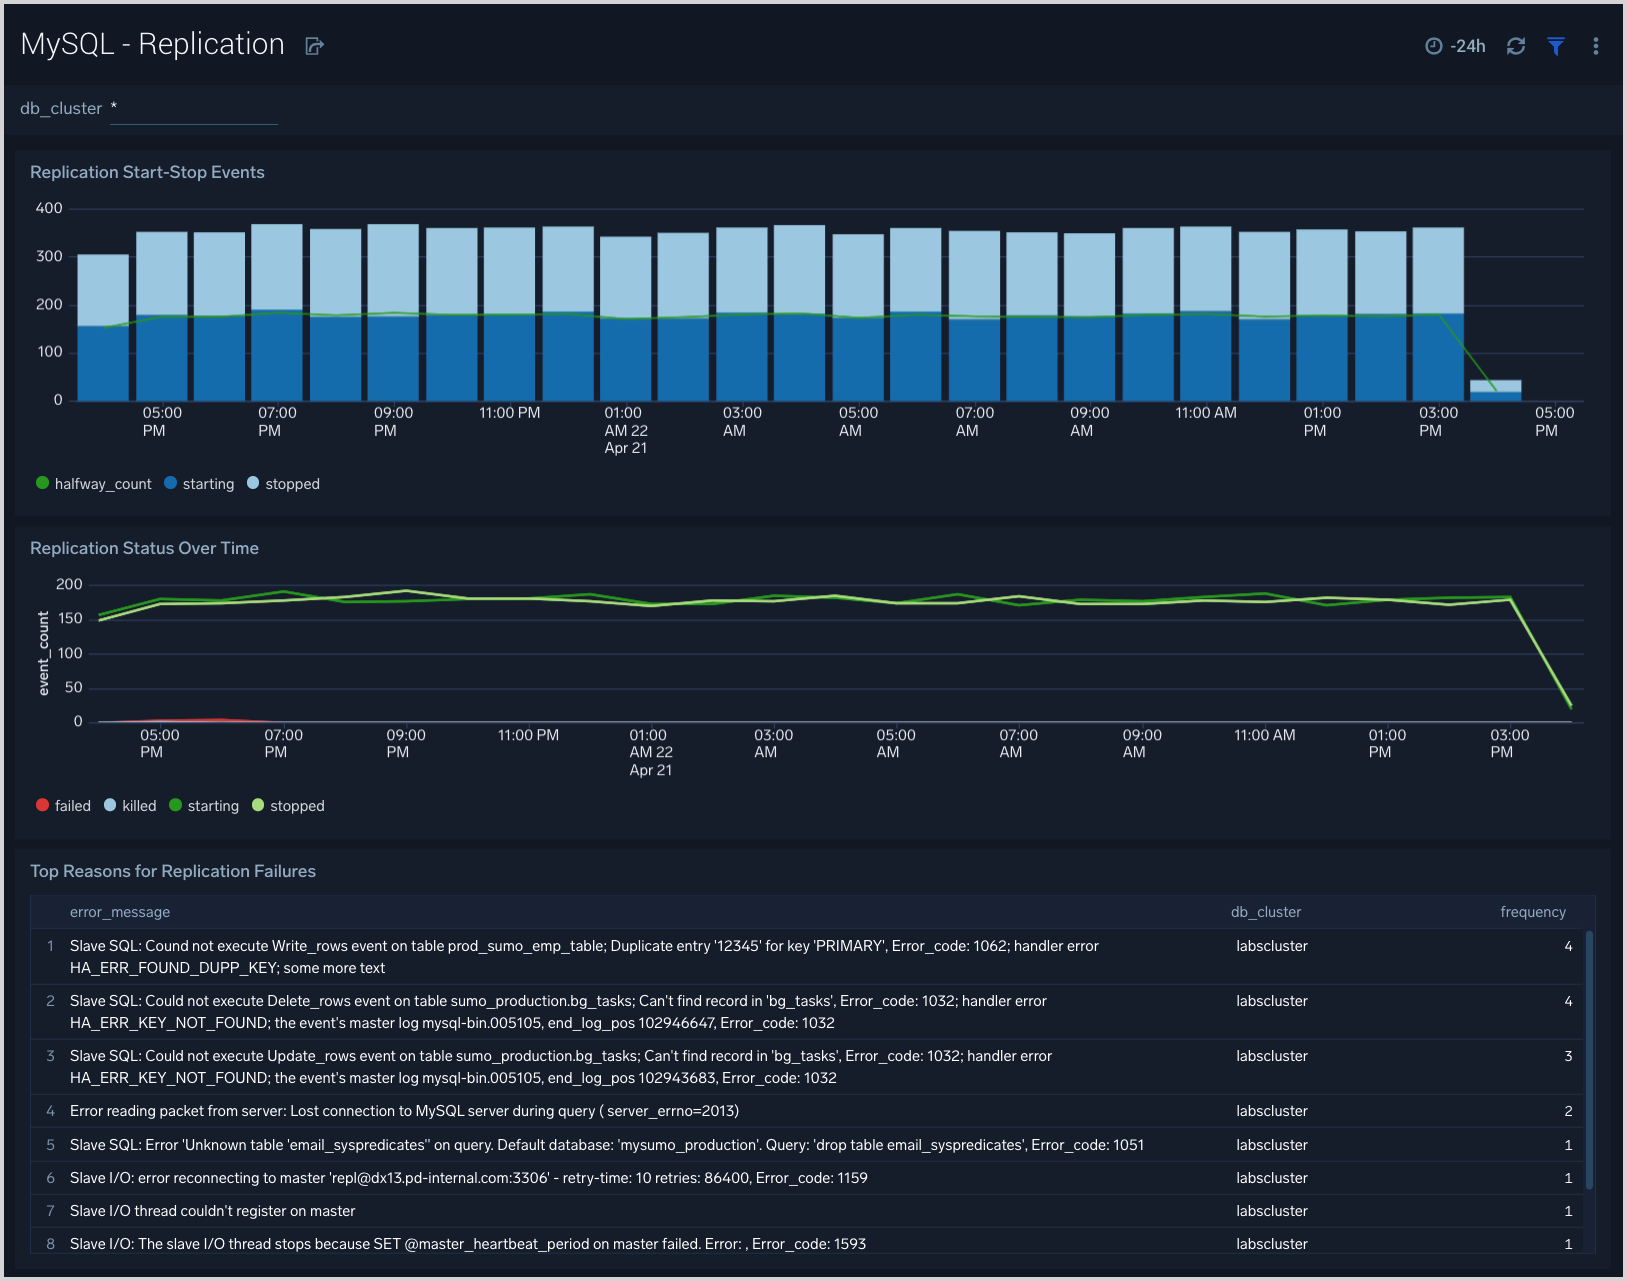 MySQL - Replication
-24h
db_cluster *
Replication Start-Stop Events
400
300
200
100
0
05:00 PM
07:00 PM
09:00 PM
11:00 PM
01:00 AM 22 Apr 21
03:00 AM
05:00 AM
07:00 AM
09:00 AM
11:00 AM
01:00 PM
03:00 PM
05:00 PM
halfway_count starting stopped
Replication Status Over Time
event_count
200
150
100
50
0
05:00 PM
07:00 PM
09:00 PM
11:00 PM
01:00 AM 22 Apr 21
03:00 AM
05:00 AM
07:00 AM
09:00 AM
11:00 AM
01:00 PM
03:00 PM
failed killed starting stopped
Top Reasons for Replication Failures
error_message db_cluster frequency
1 Slave SQL: Cound not execute Write_rows event on table prod_sumo_emp_table; Duplicate entry '12345' for key 'PRIMARY', Error_code: 1062; handler error labscluster 4
HA_ERR_FOUND_DUPP_KEY; some more text
2 Slave SQL: Could not execute Delete_rows event on table sumo_production.bg_tasks; Can't find record in 'bg_tasks', Error_code: 1032; handler error labscluster 4
HA_ERR_KEY_NOT_FOUND; the event's master log mysql-bin.005105, end_log_pos 102946647, Error_code: 1032
3 Slave SQL: Could not execute Update_rows event on table sumo_production.bg_tasks; Can't find record in 'bg_tasks', Error_code: 1032; handler error labscluster 3
HA_ERR_KEY_NOT_FOUND; the event's master log mysql-bin.005105, end_log_pos 102943683, Error_code: 1032
4 Error reading packet from server: Lost connection to MySQL server during query ( server_errno=2013) labscluster 2
5 Slave SQL: Error 'Unknown table 'email_syspredicates'' on query. Default database: 'mysumo_production'. Query: 'drop table email_syspredicates', Error_code: 1051 labscluster 1
6 Slave I/O: error reconnecting to master 'repl@dx13.pd-internal.com:3306' - retry-time: 10 retries: 86400, Error_code: 1159 labscluster 1
7 Slave I/O thread couldn't register on master labscluster 1
8 Slave I/O: The slave I/O thread stops because SET @master_heartbeat_period on master failed. Error: , Error_code: 1593 labscluster 1